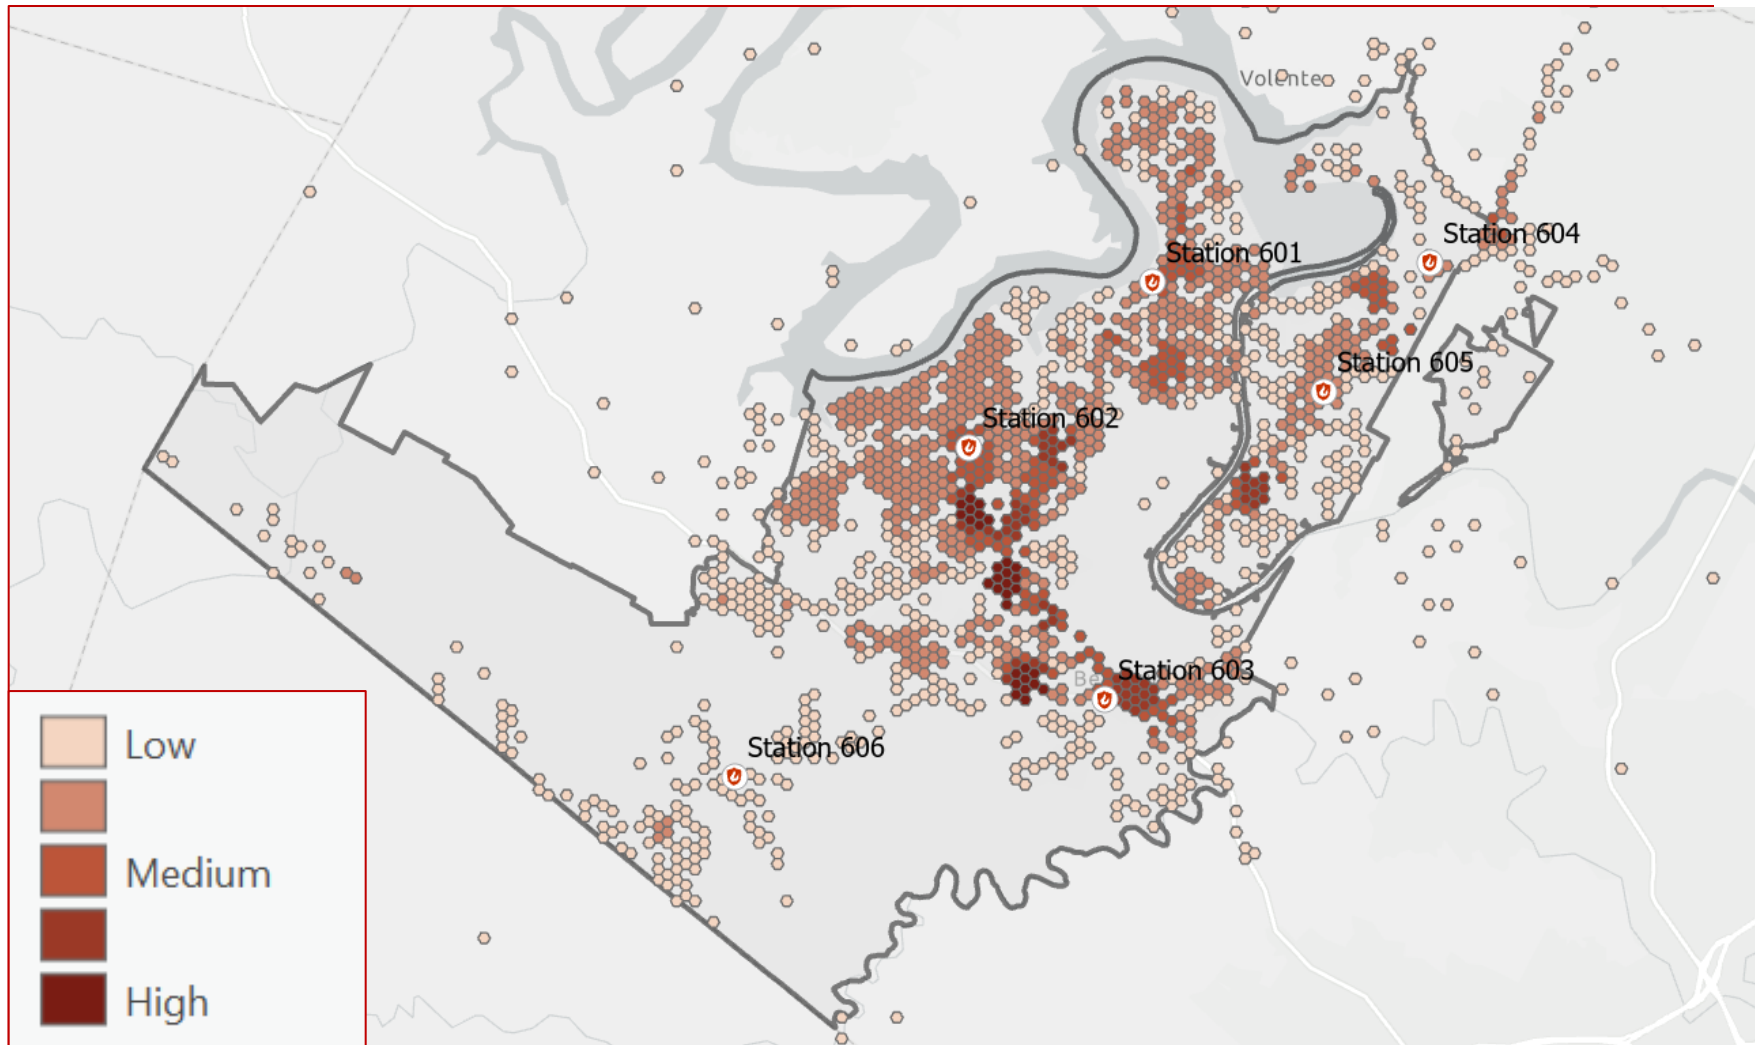 Volente
Station 604
Station 601
Station 605
Station 602
Station 603
Station 606
Low
Medium
High